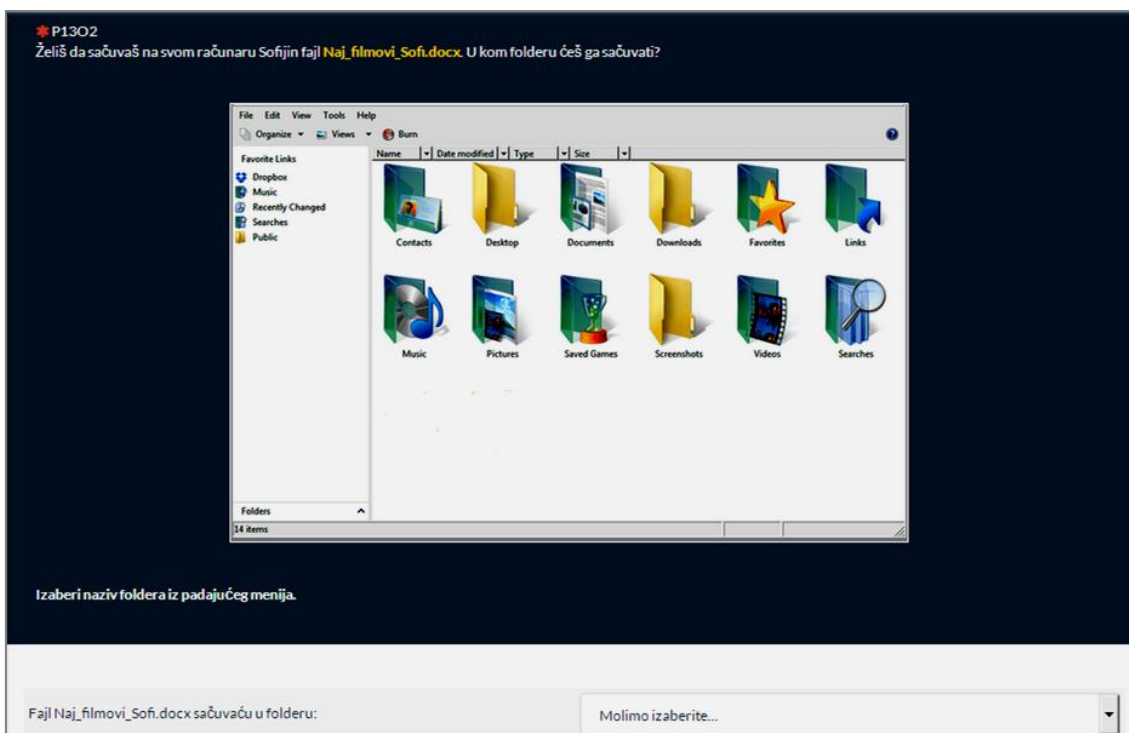 P13O2
Želiš da sačuvaš na svom računaru Sofijin fajl Naj_filmovi_Sofi.docx. U kom folderu ćeš ga sačuvati?
File Edit View Tools Help
Organize Views Burn
Favorite Links
Dropbox
Music
Recently Changed
Searches
Public
Name Date modified Type Size
Contacts Desktop Documents Downloads Favorites Links
Music Pictures Saved Games Screenshots Videos Searches
Folders
14 items
Izaberi naziv foldera iz padajućeg menija.
Fajl Naj_filmovi_Sofi.docx sačuvaću u folderu: Molimo izaberite...